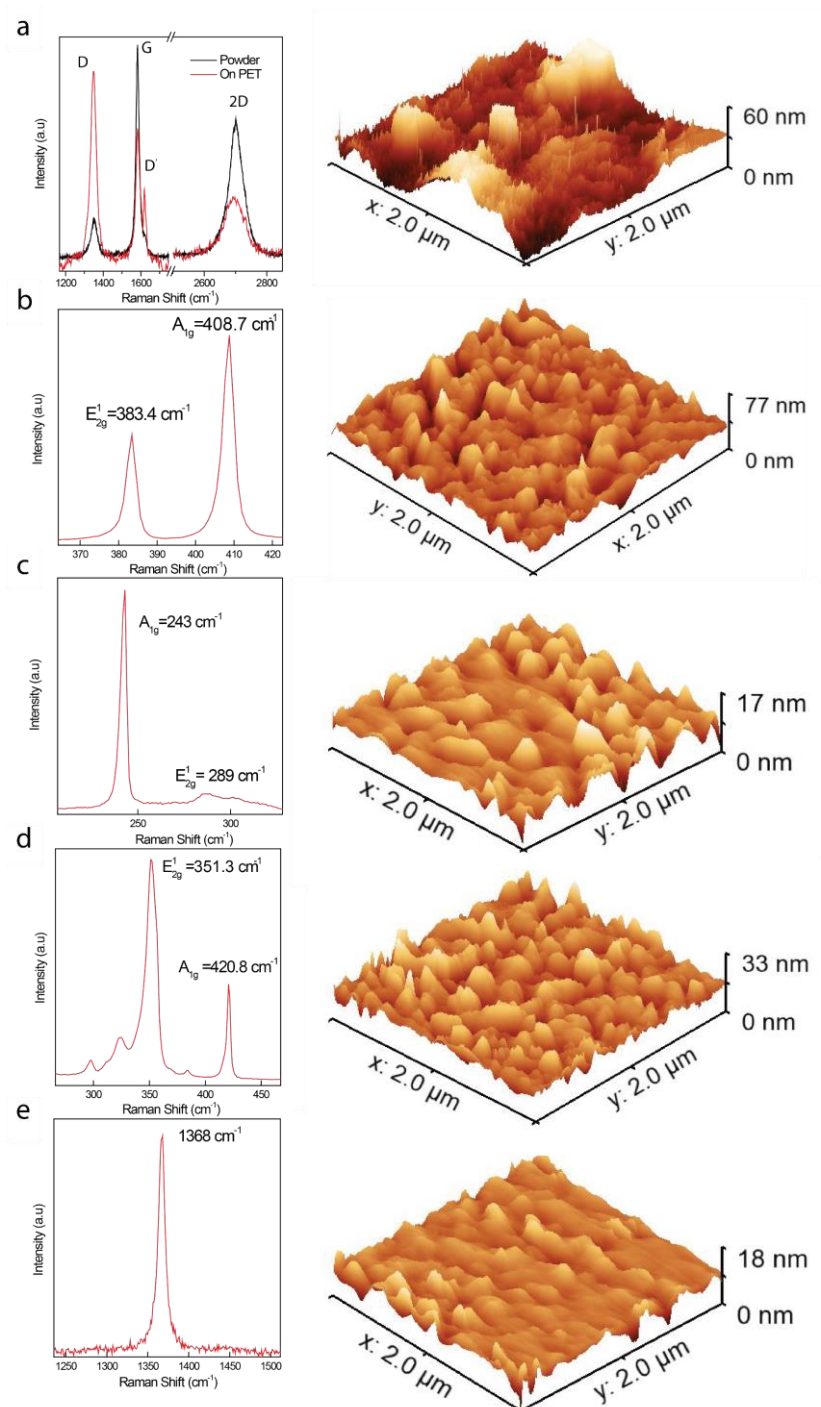 a
D
G
D'
2D
Powder
On PET
Intensity (a.u)
1200 1400 1600 2600 2800
Raman Shift (cm⁻¹)
60 nm
0 nm
x: 2.0 µm
y: 2.0 µm
b
A₁g=408.7 cm⁻¹
E¹₂g=383.4 cm⁻¹
Intensity (a.u)
370 380 390 400 410 420
Raman Shift (cm⁻¹)
77 nm
0 nm
y: 2.0 µm
x: 2.0 µm
c
A₁g=243 cm⁻¹
E¹₂g= 289 cm⁻¹
Intensity (a.u)
250 300
Raman Shift (cm⁻¹)
17 nm
0 nm
x: 2.0 µm
y: 2.0 µm
d
E¹₂g =351.3 cm⁻¹
A₁g =420.8 cm⁻¹
Intensity (a.u)
300 350 400 450
Raman Shift (cm⁻¹)
33 nm
0 nm
x: 2.0 µm
y: 2.0 µm
e
1368 cm⁻¹
Intensity (a.u)
1250 1300 1350 1400 1450 1500
Raman Shift (cm⁻¹)
18 nm
0 nm
x: 2.0 µm
y: 2.0 µm